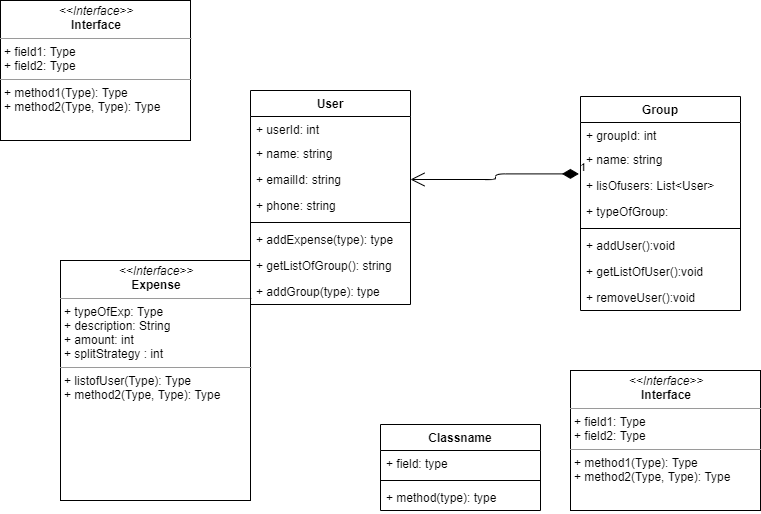 <<Interface>>
Interface
+ field1: Type
+ field2: Type
+ method1(Type): Type
+ method2(Type, Type): Type
User
+ userId: int
+ name: string
+ emailId: string
+ phone: string
+ addExpense(type): type
+ getListOfGroup(): string
+ addGroup(type): type
1
Group
+ groupId: int
+ name: string
+ lisOfusers: List<User>
+ typeOfGroup:
+ addUser():void
+ getListOfUser():void
+ removeUser():void
<<Interface>>
Expense
+ typeOfExp: Type
+ description: String
+ amount: int
+ splitStrategy : int
+ listofUser(Type): Type
+ method2(Type, Type): Type
Classname
+ field: type
+ method(type): type
<<Interface>>
Interface
+ field1: Type
+ field2: Type
+ method1(Type): Type
+ method2(Type, Type): Type